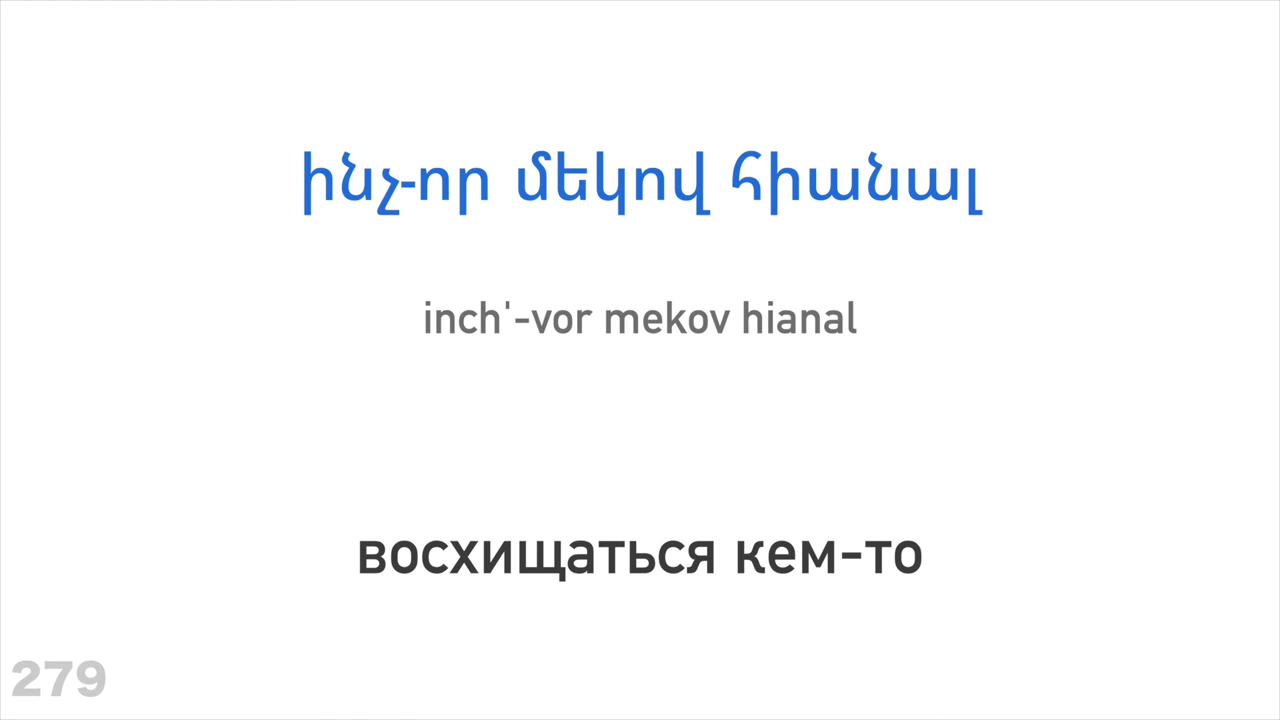 ինչ-որ մեկով հիանալ
inch'-vor mekov hianal
восхищаться кем-то
279